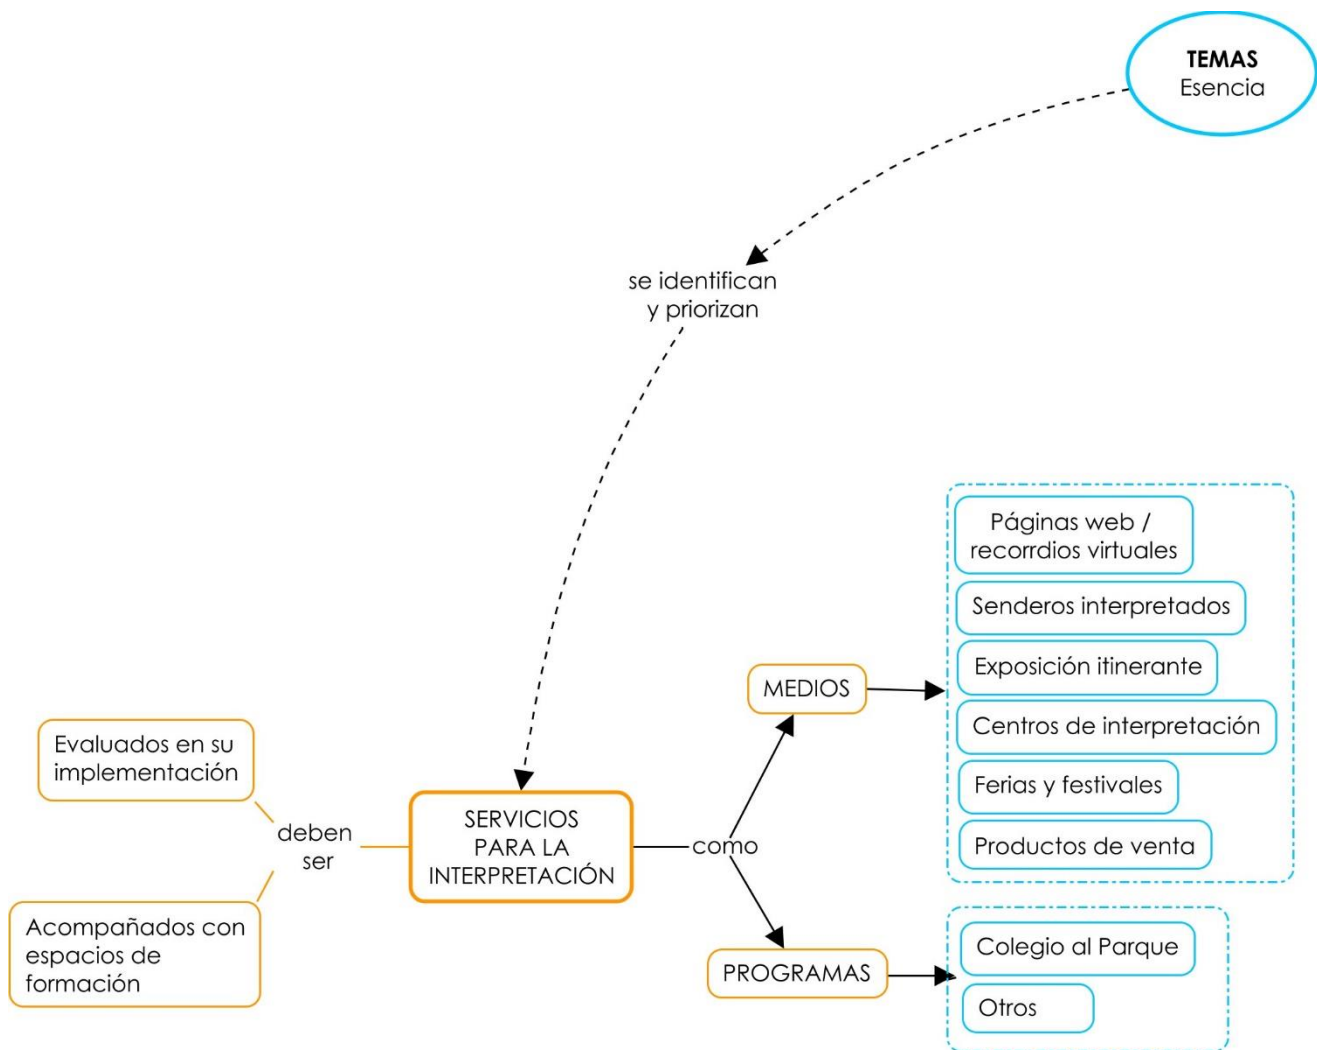 TEMAS
Esencia
se identifican
y priorizan
Páginas web /
recorrdios virtuales
Senderos interpretados
Exposición itinerante
Centros de interpretación
Ferias y festivales
Productos de venta
MEDIOS
Evaluados en su
implementación
deben
ser
SERVICIOS
PARA LA
INTERPRETACIÓN
como
Acompañados con
espacios de
formación
PROGRAMAS
Colegio al Parque
Otros